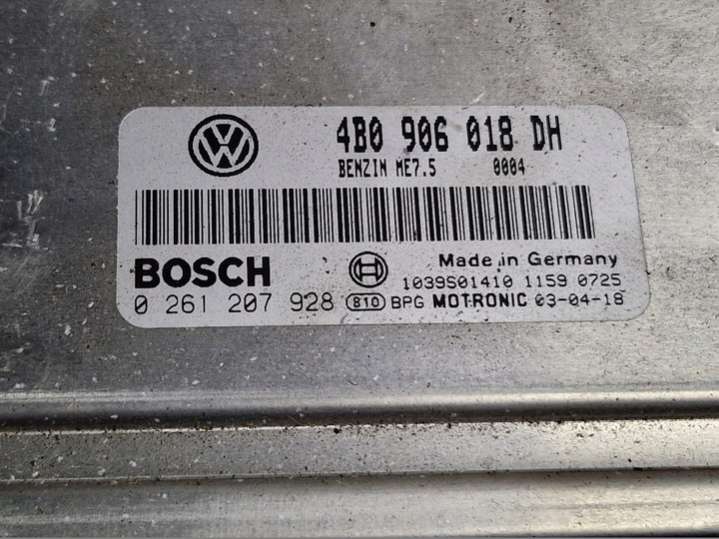 4B0 906 018 DH
BENZIN ME7.5 0004
BOSCH Made in Germany
1039S01410 1159 0725
0 261 207 928 810 BPG MOTRONIC 03-04-18